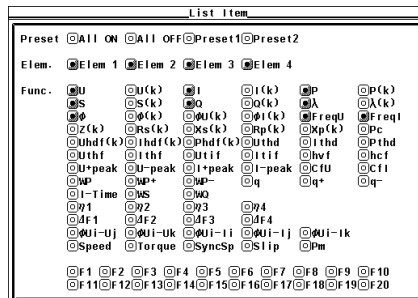 List Item
Preset All ON All OFF Preset1 Preset2
Elem. Elem 1 Elem 2 Elem 3 Elem 4
Func. U U(k) I I(k) P P(k)
S S(k) Q Q(k) λ λ(k)
Φ Φ(k) ΦU(k) ΦI(k) FreqU FreqI
Z(k) Rs(k) Xs(k) Rp(k) Xp(k) Pc
Uhdf(k) Ihdf(k) Phdf(k) Uthd Ithd Pthd
Uthf Ithf Utif Itif hvf hcf
U+peak U-peak I+peak I-peak CfU CfI
WP WP+ WP- q q+ q-
I-Time WS WQ
η1 η2 η3 η4
ΔF1 ΔF2 ΔF3 ΔF4
ΦUi-Uj ΦUi-Uk ΦUi-Ii ΦUi-Ij ΦUi-Ik
Speed Torque SyncSp Slip Pm
F1 F2 F3 F4 F5 F6 F7 F8 F9 F10
F11 F12 F13 F14 F15 F16 F17 F18 F19 F20